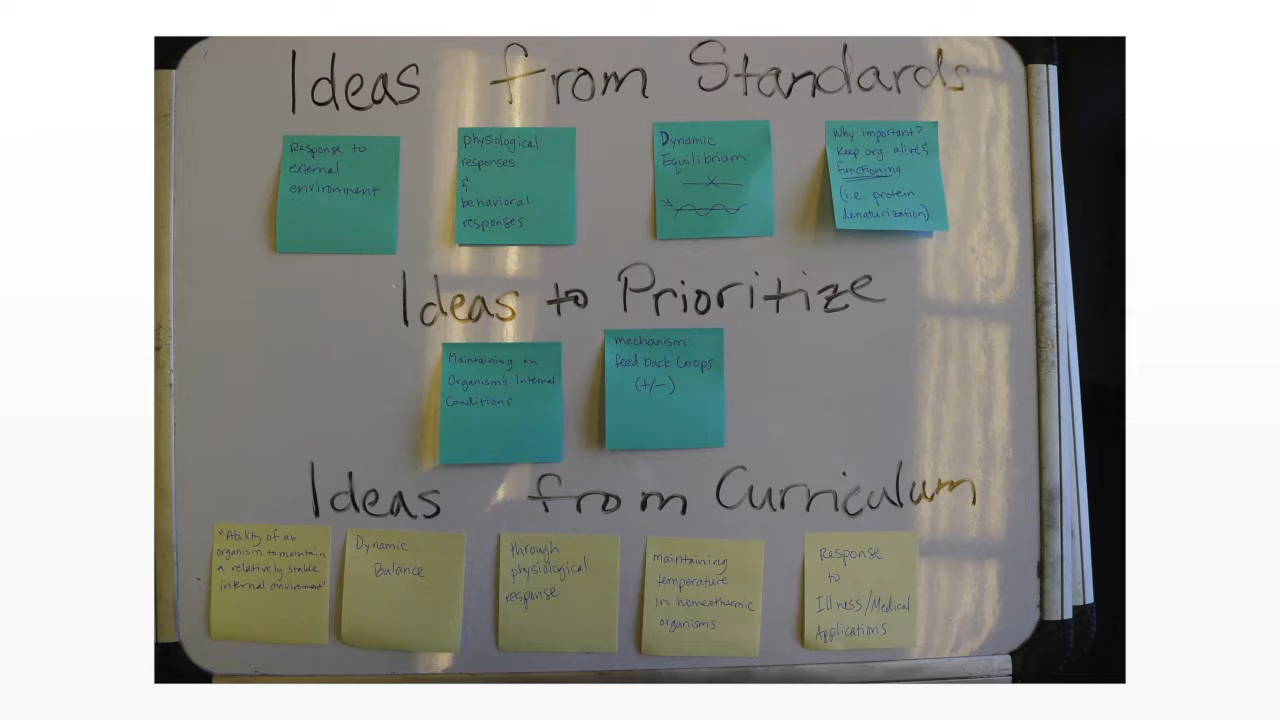 Ideas from Standards
Response to
external
environment
physiological
responses
&
behavioral
responses
Dynamic
Equilibrium
Why important?
Keep org. alive &
functioning
(i.e. protein
denaturization)
Ideas to Prioritize
Maintaining an
Organism's Internal
Conditions
mechanism:
feed back Loops
(+/-)
Ideas from Curriculum
"Ability of an
organism to maintain
a relatively stable
internal enviroment"
Dynamic
Balance
through
physiological
response
Maintaining
temperature
in homeothermic
organisms
Response
to
Illness/Medical
Applications